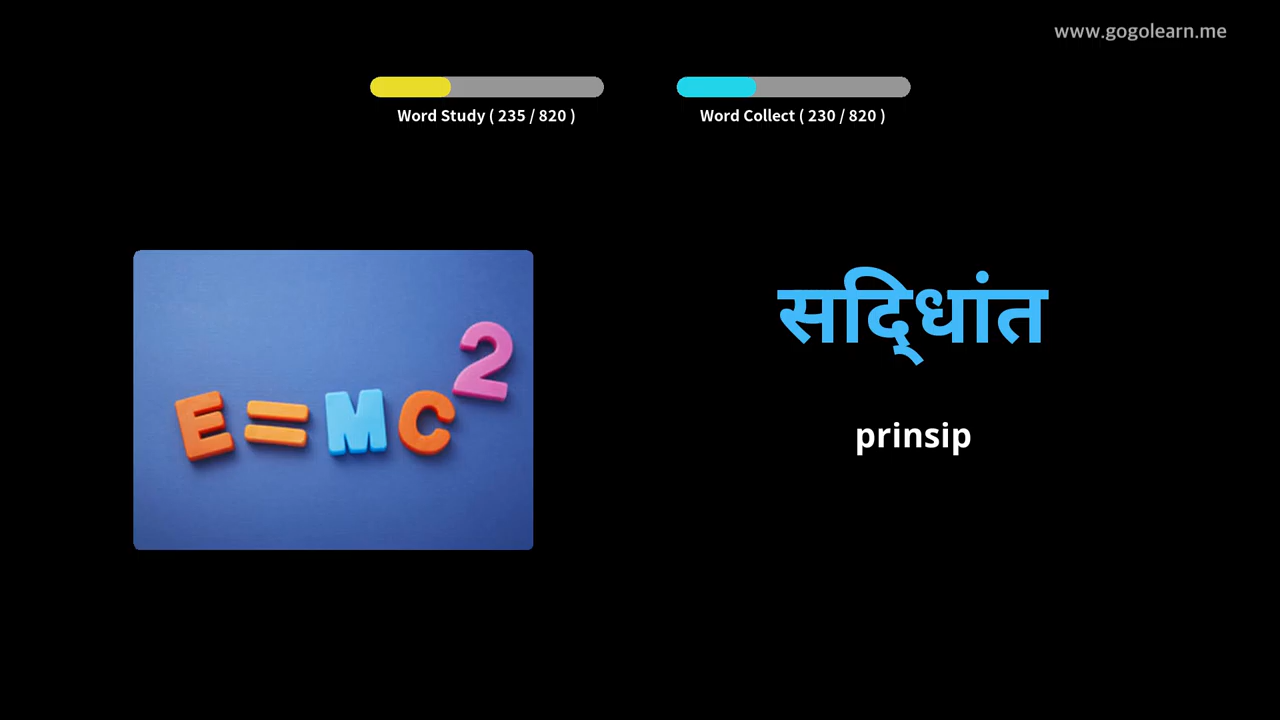 www.gogolearn.me
Word Study ( 235 / 820 )
Word Collect ( 230 / 820 )
E=MC²
सद्िधांत
prinsip